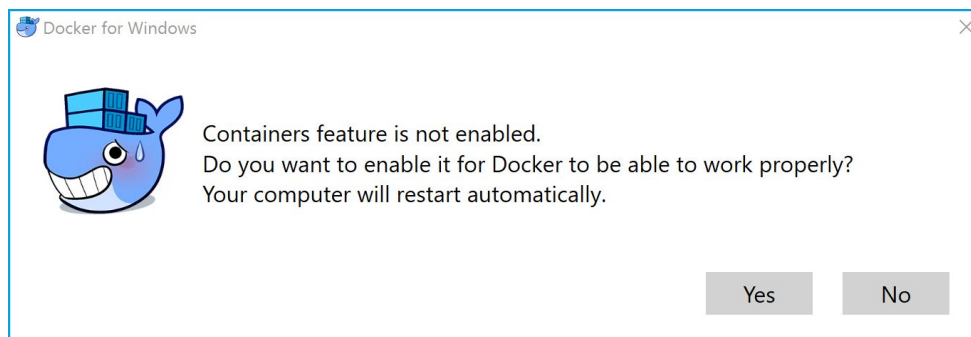 Docker for Windows
Containers feature is not enabled.
Do you want to enable it for Docker to be able to work properly?
Your computer will restart automatically.
Yes No